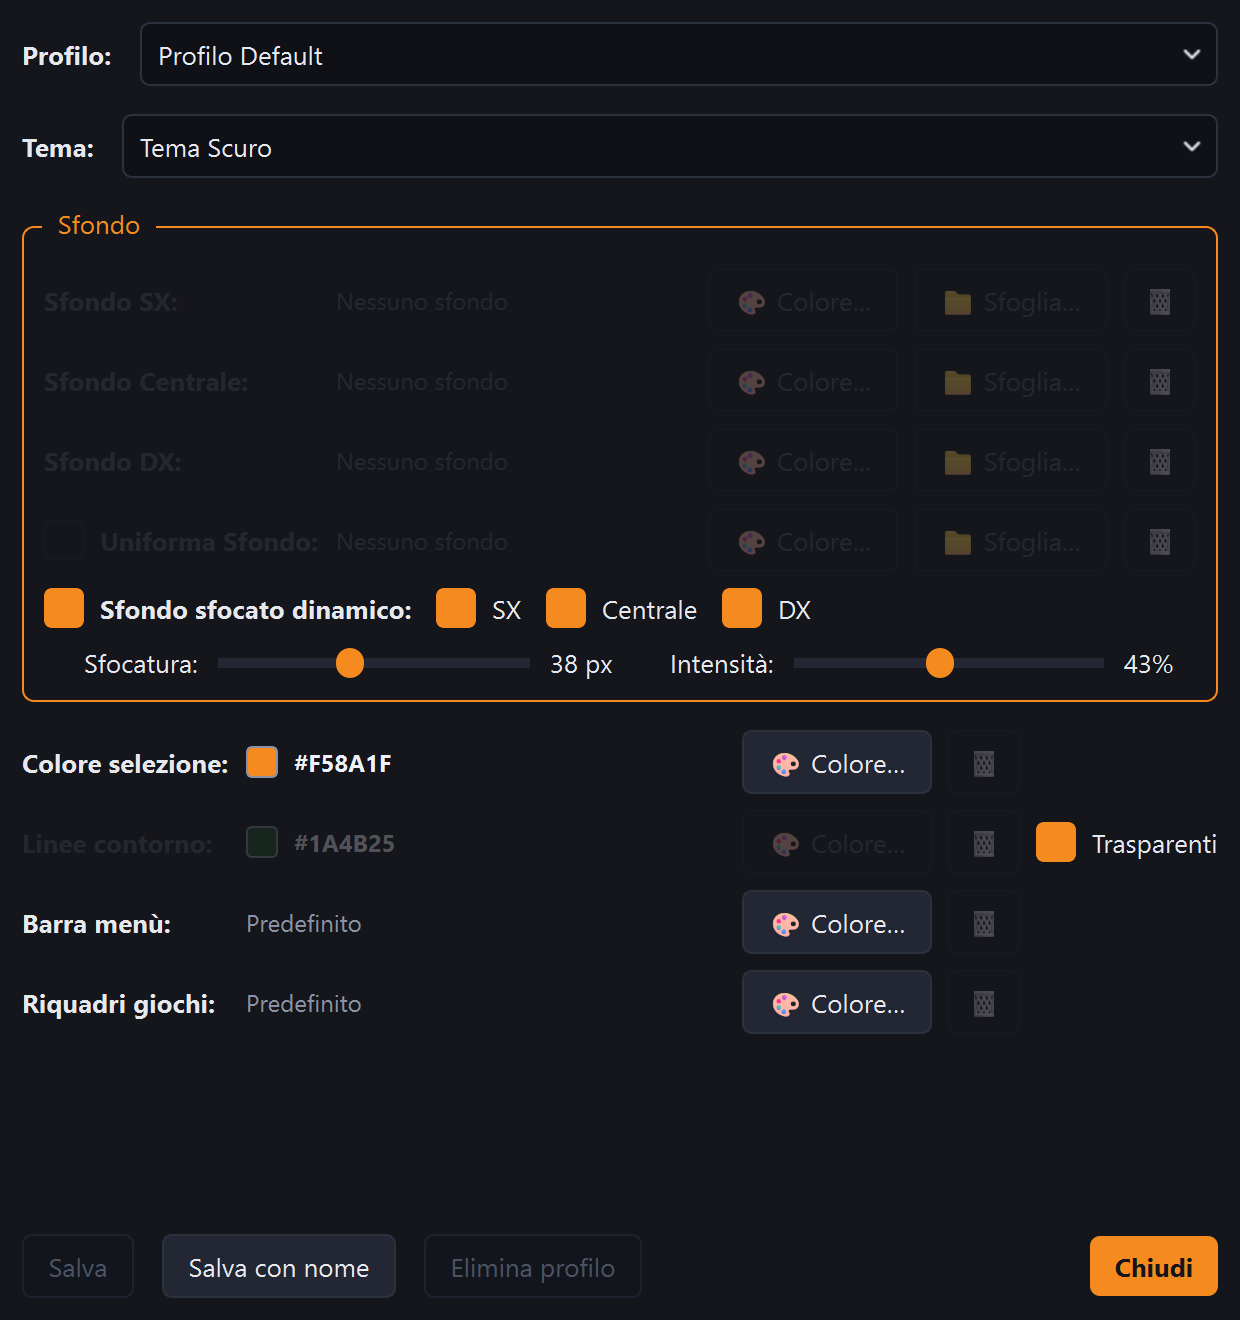 Profilo: Profilo Default
Tema: Tema Scuro
Sfondo
Sfondo SX: Nessuno sfondo Colore... Sfoglia...
Sfondo Centrale: Nessuno sfondo Colore... Sfoglia...
Sfondo DX: Nessuno sfondo Colore... Sfoglia...
Uniforma Sfondo: Nessuno sfondo Colore... Sfoglia...
Sfondo sfocato dinamico: SX Centrale DX
Sfocatura: 38 px Intensità: 43%
Colore selezione: #F58A1F Colore...
Linee contorno: #1A4B25 Colore... Trasparenti
Barra menù: Predefinito Colore...
Riquadri giochi: Predefinito Colore...
Salva Salva con nome Elimina profilo Chiudi